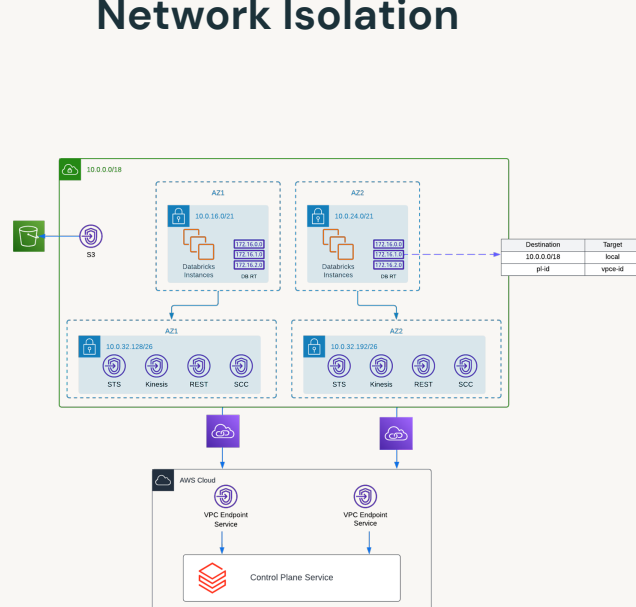 Network Isolation
10.0.0.0/18
S3
AZ1
10.0.16.0/21
Databricks
Instances
172.16.0.0
172.16.1.0
172.16.2.0
DB RT
AZ2
10.0.24.0/21
Databricks
Instances
172.16.0.0
172.16.1.0
172.16.2.0
DB RT
Destination Target
10.0.0.0/18 local
pl-id vpce-id
AZ1
10.0.32.128/26
STS Kinesis REST SCC
AZ2
10.0.32.192/26
STS Kinesis REST SCC
AWS Cloud
VPC Endpoint
Service
VPC Endpoint
Service
Control Plane Service